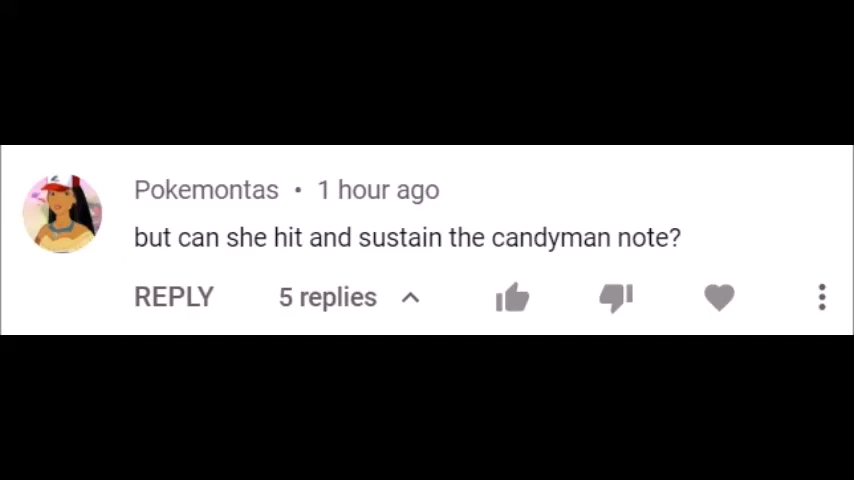 Pokemontas • 1 hour ago
but can she hit and sustain the candyman note?
REPLY 5 replies